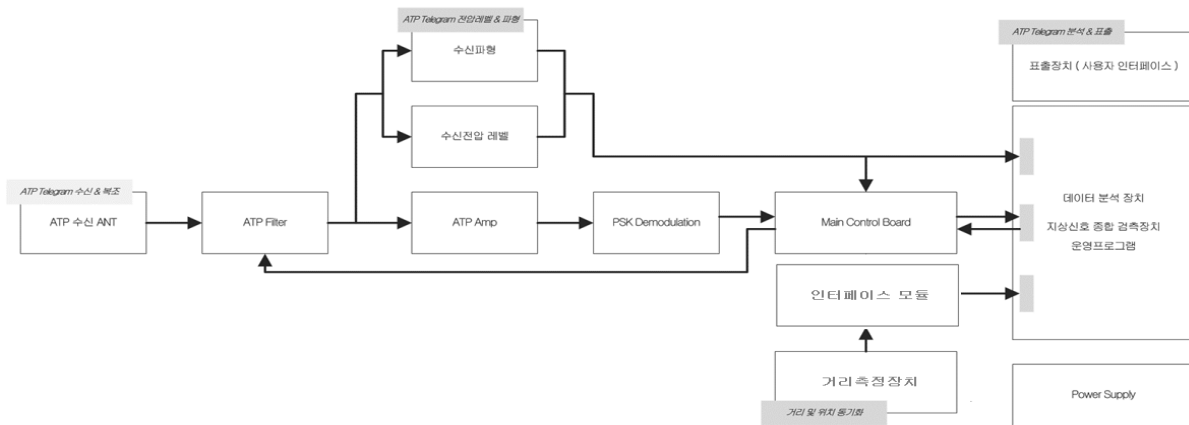 ATP Telegram 전압레벨 & 파형
수신파형
수신전압 레벨
ATP Telegram 분석 & 표출
표출장치 ( 사용자 인터페이스 )
ATP Telegram 수신 & 복조
ATP 수신 ANT
ATP Filter
ATP Amp
PSK Demodulation
Main Control Board
데이터 분석 장치
지상신호 종합 검측장치
운영프로그램
인터페이스 모듈
거리측정장치
거리 및 위치 동기화
Power Supply